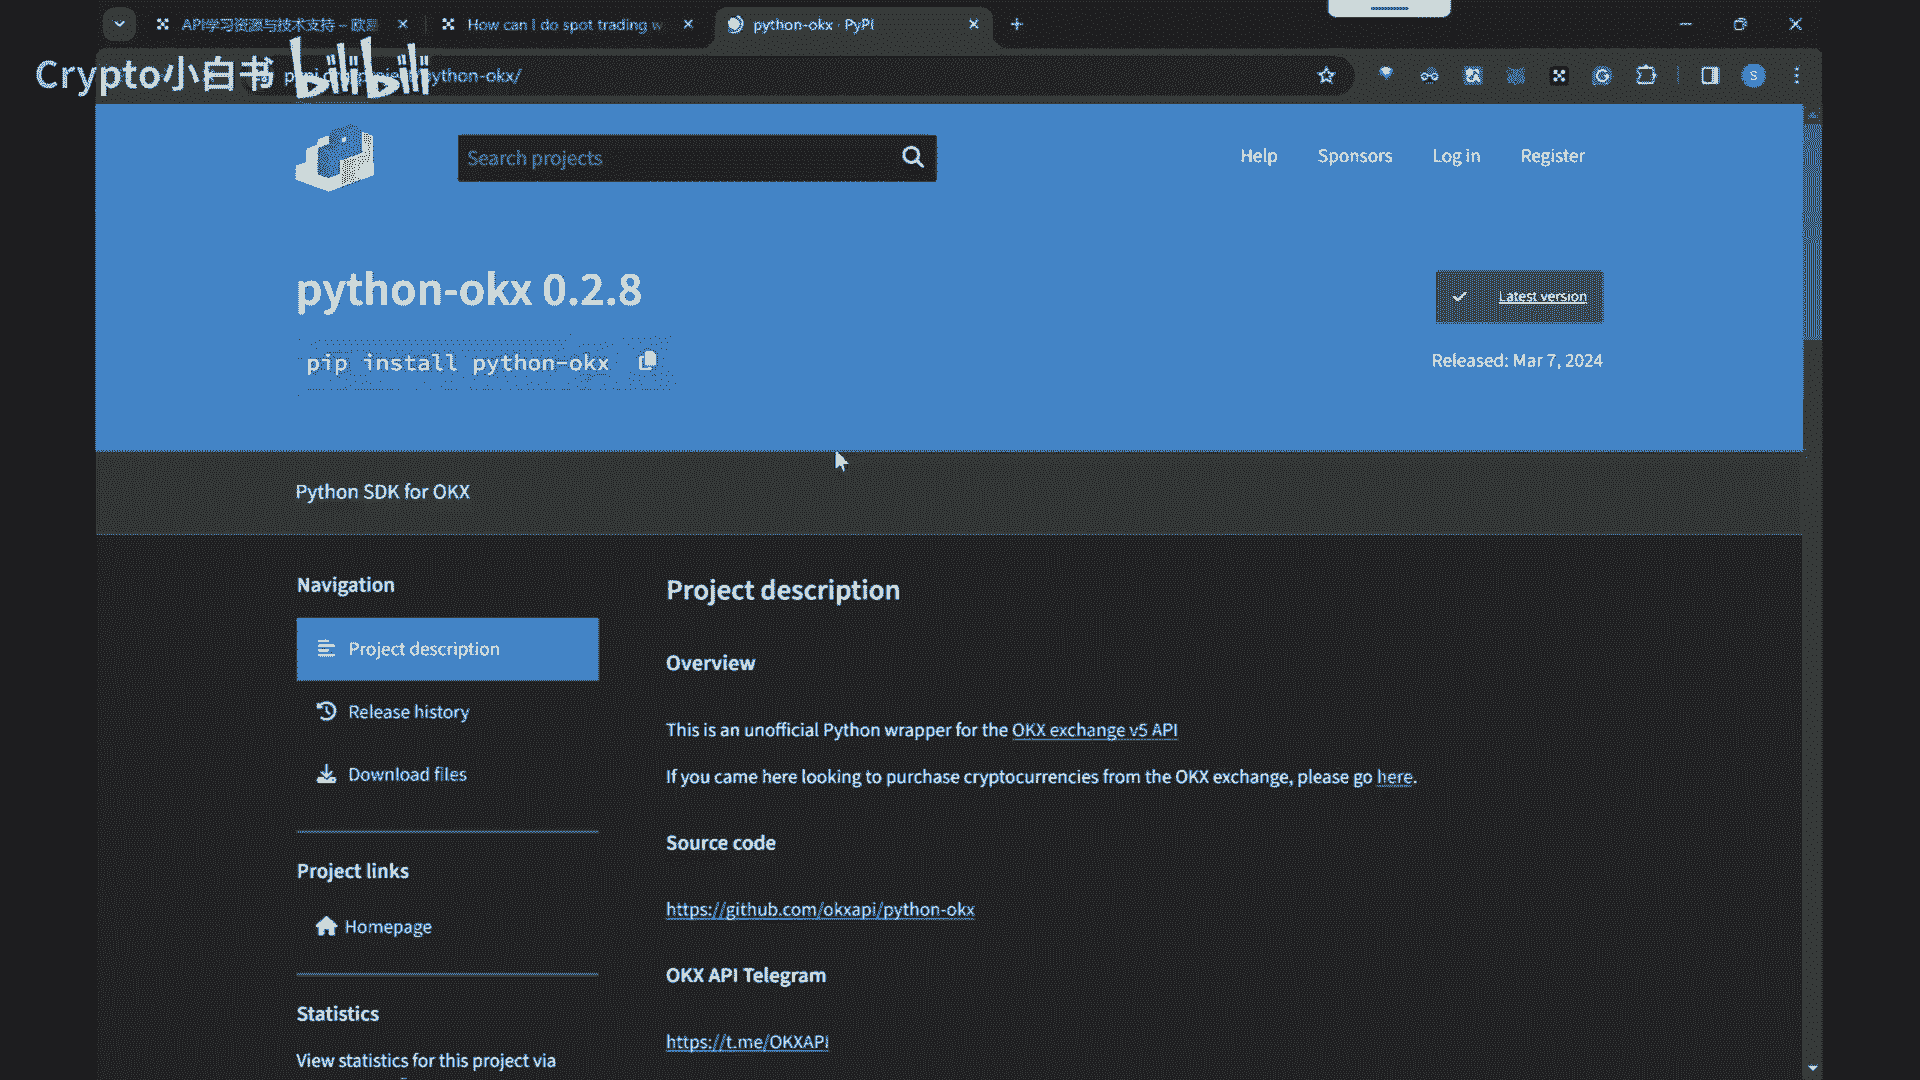 API学习资源与技术支持 – 欧易
How can I do spot trading w
python-okx · PyPI
Crypto小白书 bilibili
python-okx/
S
Search projects
Help
Sponsors
Log in
Register
python-okx 0.2.8
Latest version
pip install python-okx
Released: Mar 7, 2024
Python SDK for OKX
Navigation
Project description
Release history
Download files
Project links
Homepage
Statistics
View statistics for this project via
Project description
Overview
This is an unofficial Python wrapper for the OKX exchange v5 API
If you came here looking to purchase cryptocurrencies from the OKX exchange, please go here.
Source code
https://github.com/okxapi/python-okx
OKX API Telegram
https://t.me/OKXAPI